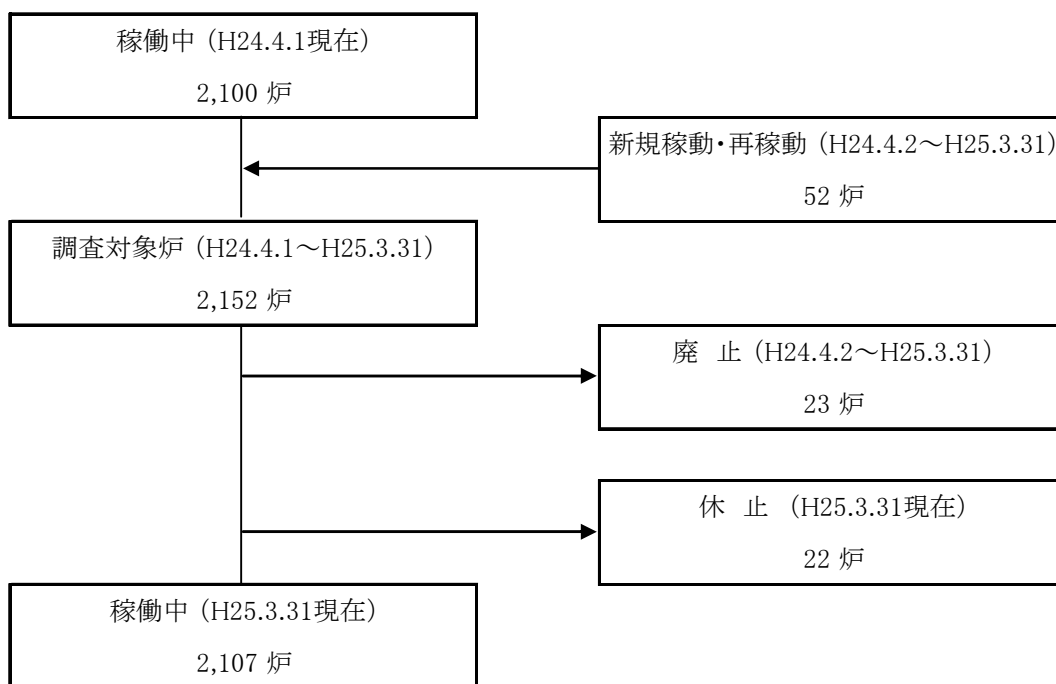 稼働中（H24.4.1現在）
2,100 炉
新規稼動・再稼動（H24.4.2～H25.3.31）
52 炉
調査対象炉（H24.4.1～H25.3.31）
2,152 炉
廃 止（H24.4.2～H25.3.31）
23 炉
休 止 （H25.3.31現在）
22 炉
稼働中（H25.3.31現在）
2,107 炉